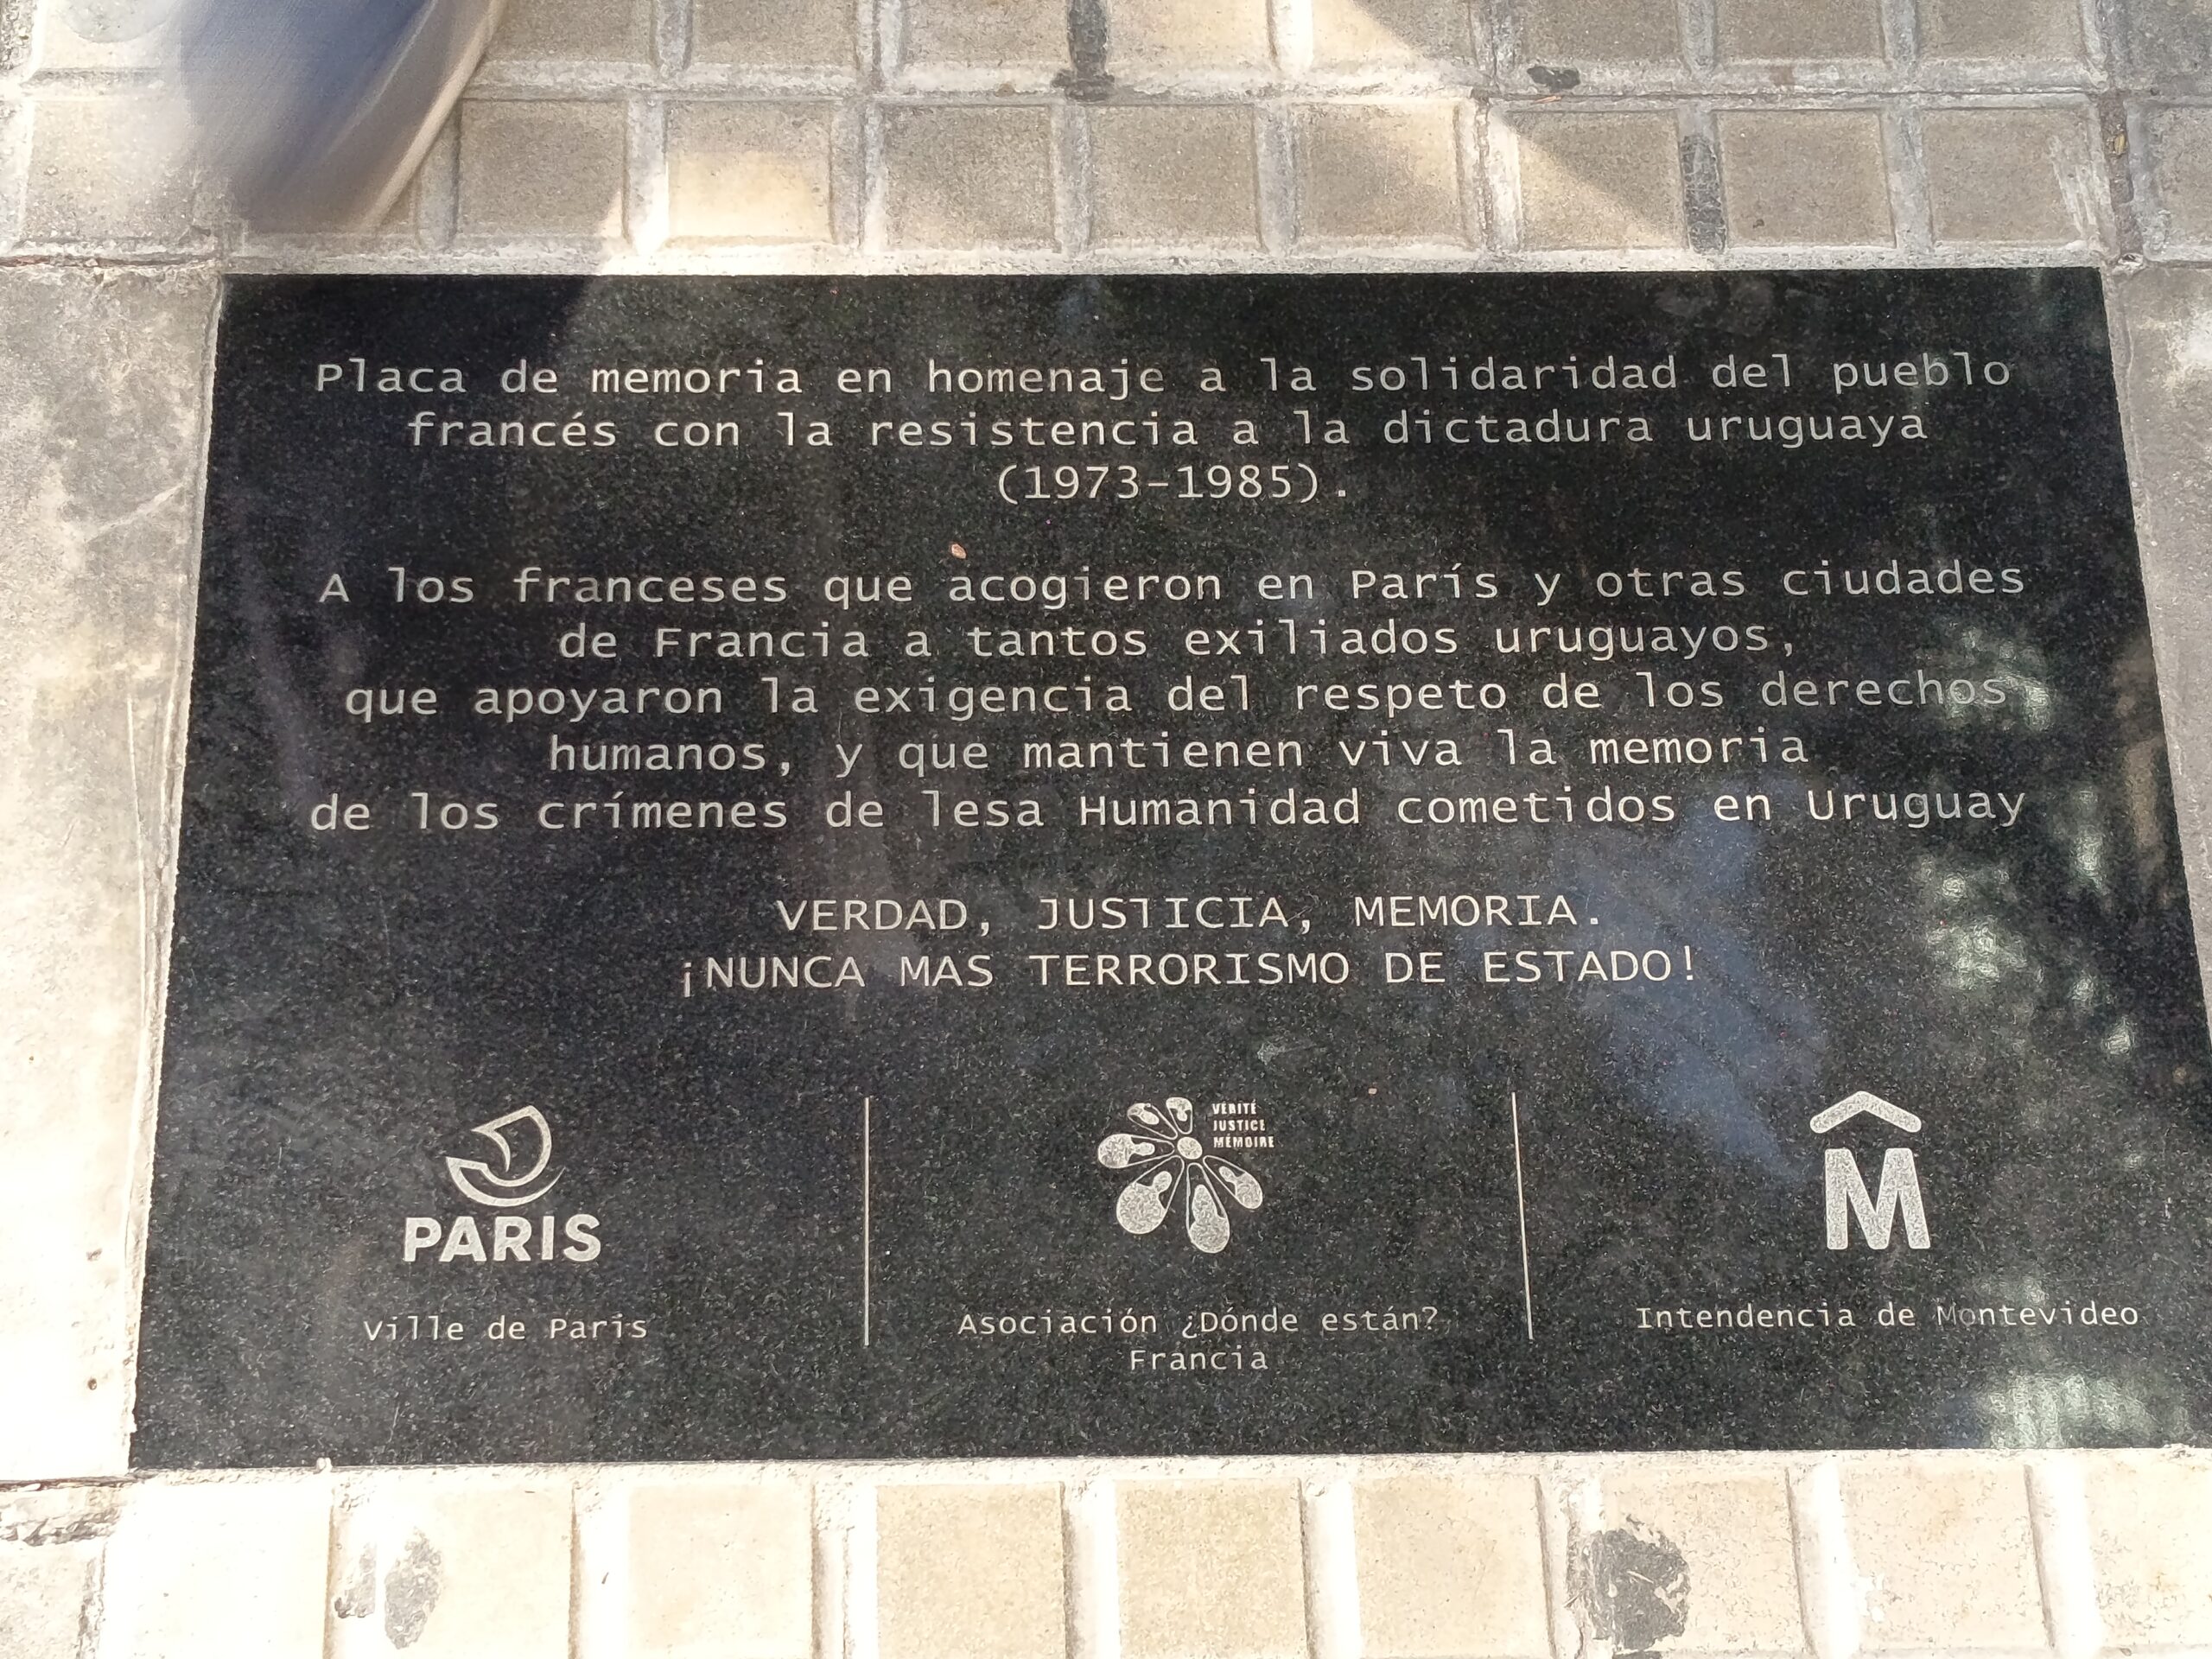 Placa de memoria en homenaje a la solidaridad del pueblo
francés con la resistencia a la dictadura uruguaya
(1973-1985).
A los franceses que acogieron en París y otras ciudades
de Francia a tantos exiliados uruguayos,
que apoyaron la exigencia del respeto de los derechos
humanos, y que mantienen viva la memoria
de los crímenes de lesa Humanidad cometidos en Uruguay
VERDAD, JUSTICIA, MEMORIA.
¡NUNCA MAS TERRORISMO DE ESTADO!
PARIS
Ville de Paris
VÉRITÉ
JUSTICE
MÉMOIRE
Asociación ¿Dónde están?
Francia
M
Intendencia de Montevideo